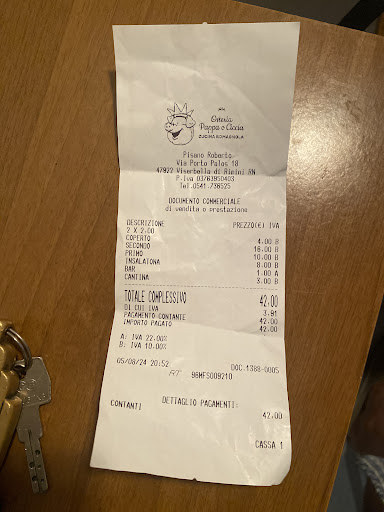 Osteria
Pappa e Ciccia
CUCINA ROMAGNOLA
Pisano Roberto
Via Porto Palos 18
47922 Viserbella di Rimini RN
P.Iva 03763950403
Tel.0541.736525
DOCUMENTO COMMERCIALE
di vendita o prestazione
DESCRIZIONE PREZZO(€) IVA
2 X 2.00
COPERTO 4.00 B
SECONDO 16.00 B
PRIMO 10.00 B
INSALATONA 8.00 B
BAR 1.00 A
CANTINA 3.00 B
TOTALE COMPLESSIVO 42.00
DI CUI IVA 3.91
PAGAMENTO CONTANTE 42.00
IMPORTO PAGATO 42.00
A: IVA 22.00%
B: IVA 10.00%
05/08/24 20:52 DOC.1388-0005
RT 96MFS009210
DETTAGLIO PAGAMENTI:
CONTANTI 42.00
CASSA 1